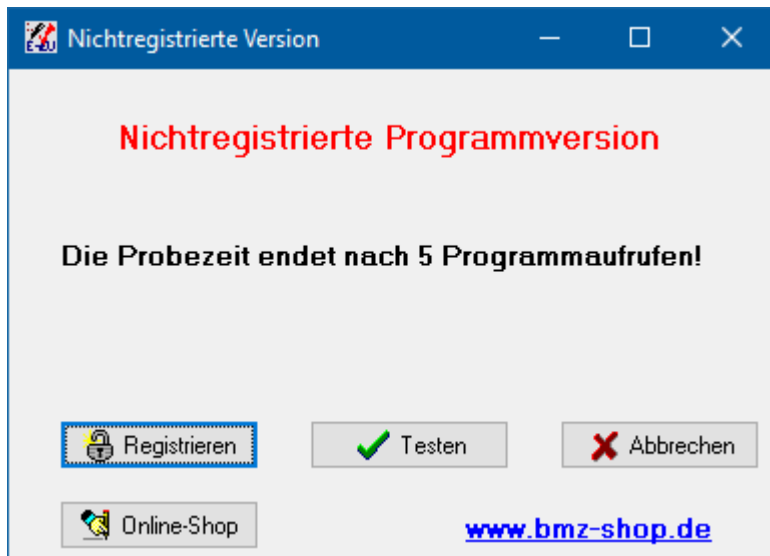 Nichtregistrierte Version
Nichtregistrierte Programmversion
Die Probezeit endet nach 5 Programmaufrufen!
Registrieren
Testen
Abbrechen
Online-Shop
www.bmz-shop.de